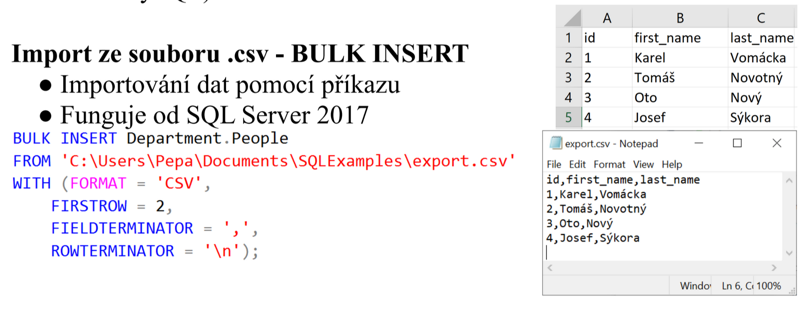 Import ze souboru .csv - BULK INSERT
● Importování dat pomocí příkazu
● Funguje od SQL Server 2017
BULK INSERT Department.People
FROM 'C:\Users\Pepa\Documents\SQLExamples\export.csv'
WITH (FORMAT = 'CSV',
FIRSTROW = 2,
FIELDTERMINATOR = ',',
ROWTERMINATOR = '\n');
A B C
1 id first_name last_name
2 1 Karel Vomácka
3 2 Tomáš Novotný
4 3 Oto Nový
5 4 Josef Sýkora
export.csv - Notepad
File Edit Format View Help
id,first_name,last_name
1,Karel,Vomácka
2,Tomáš,Novotný
3,Oto,Nový
4,Josef,Sýkora
Ln 6, 100%